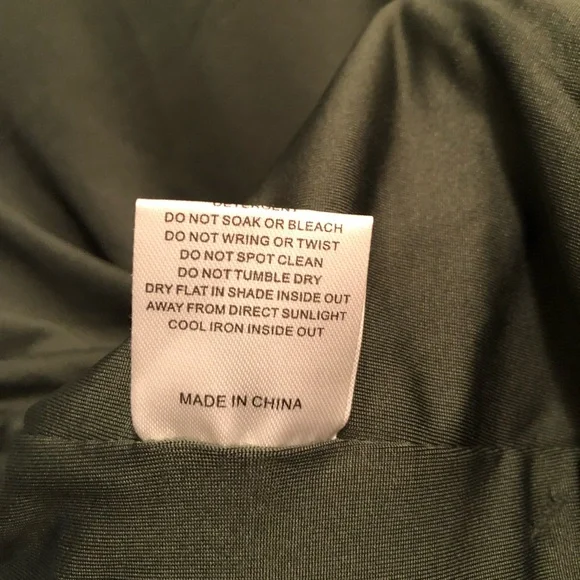 DETERGENT
DO NOT SOAK OR BLEACH
DO NOT WRING OR TWIST
DO NOT SPOT CLEAN
DO NOT TUMBLE DRY
DRY FLAT IN SHADE INSIDE OUT
AWAY FROM DIRECT SUNLIGHT
COOL IRON INSIDE OUT
MADE IN CHINA